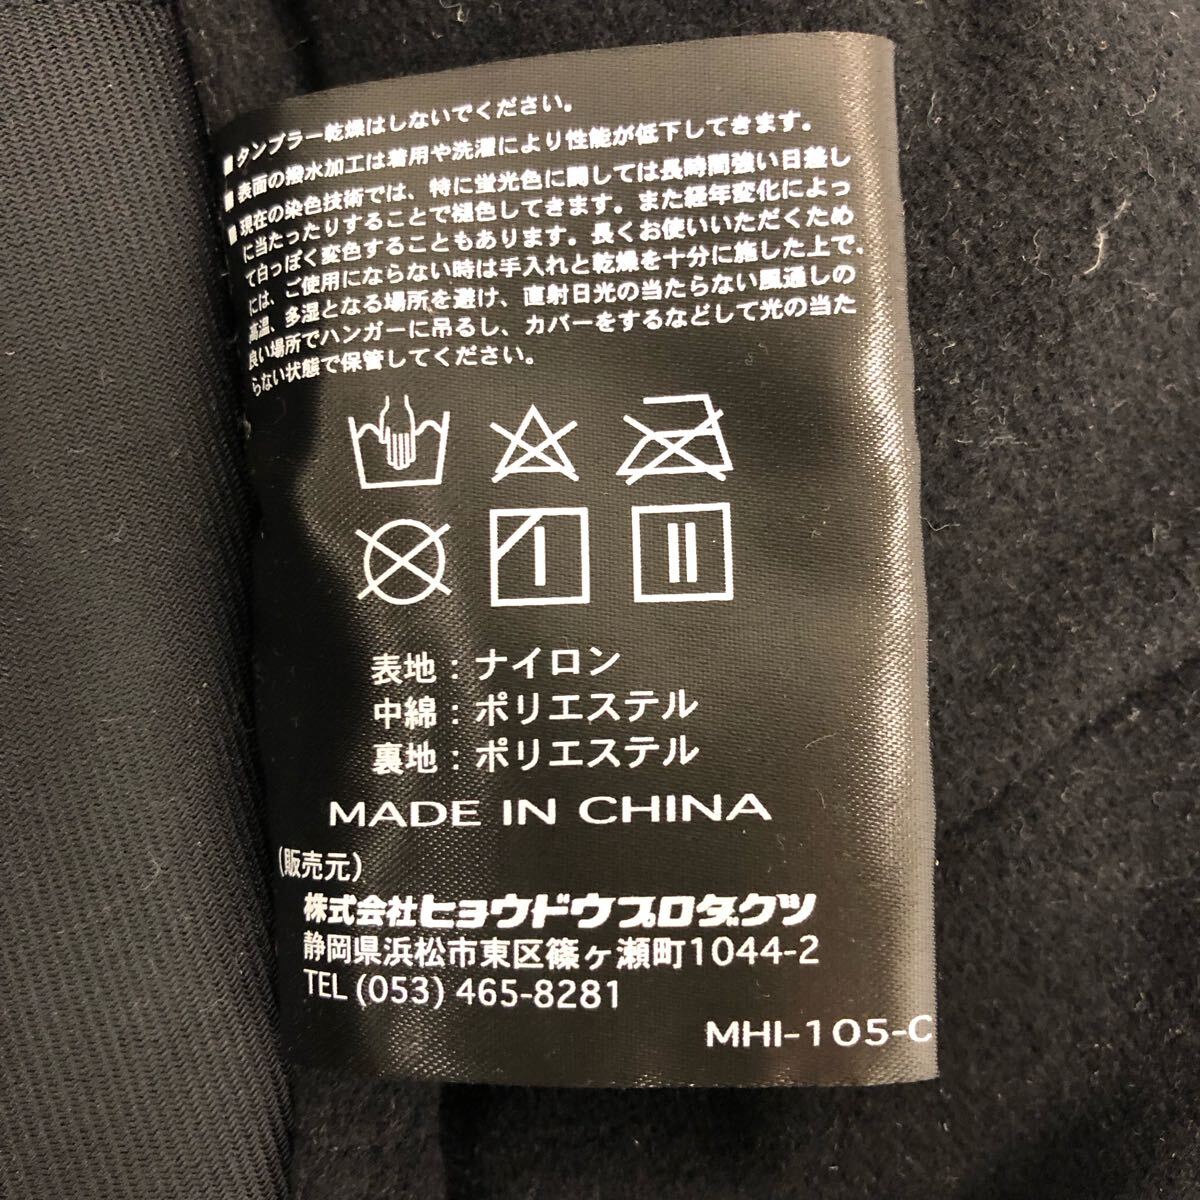 ■ タンブラー乾燥はしないでください。
■ 表面の撥水加工は着用や洗濯により性能が低下してきます。
■ 現在の染色技術では、特に蛍光色に関しては長時間強い日差し
に当たったりすることで褪色してきます。また経年変化によっ
て白っぽく変色することもあります。長くお使いいただくため
には、ご使用にならない時は手入れと乾燥を十分に施した上で、
高温、多湿となる場所を避け、直射日光の当たらない風通しの
良い場所でハンガーに吊るし、カバーをするなどして光の当た
らない状態で保管してください。
表地：ナイロン
中綿：ポリエステル
裏地：ポリエステル
MADE IN CHINA
(販売元)
株式会社ヒョウドウプロダクツ
静岡県浜松市東区篠ヶ瀬町1044-2
TEL (053) 465-8281
MHI-105-C